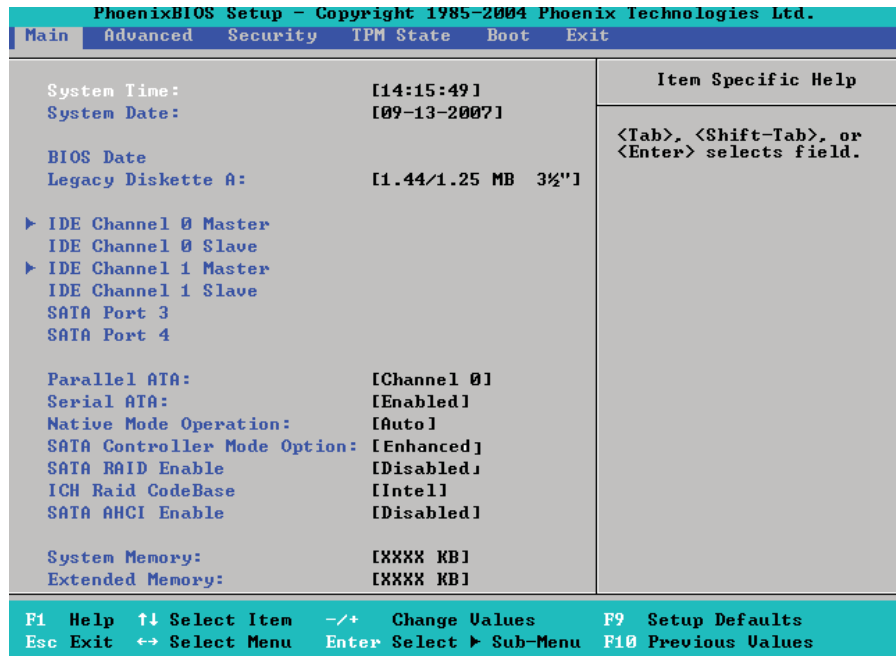 PhoenixBIOS Setup – Copyright 1985-2004 Phoenix Technologies Ltd.
Main Advanced Security TPM State Boot Exit
System Time: [14:15:49]
System Date: [09-13-2007]
BIOS Date
Legacy Diskette A: [1.44/1.25 MB 3½"]
▶ IDE Channel 0 Master
IDE Channel 0 Slave
▶ IDE Channel 1 Master
IDE Channel 1 Slave
SATA Port 3
SATA Port 4
Parallel ATA: [Channel 0]
Serial ATA: [Enabled]
Native Mode Operation: [Auto]
SATA Controller Mode Option: [Enhanced]
SATA RAID Enable [Disabled]
ICH Raid CodeBase [Intel]
SATA AHCI Enable [Disabled]
System Memory: [XXXX KB]
Extended Memory: [XXXX KB]
Item Specific Help
<Tab>, <Shift-Tab>, or
<Enter> selects field.
F1 Help ↑↓ Select Item -/+ Change Values F9 Setup Defaults
Esc Exit ↔ Select Menu Enter Select ▶ Sub-Menu F10 Previous Values